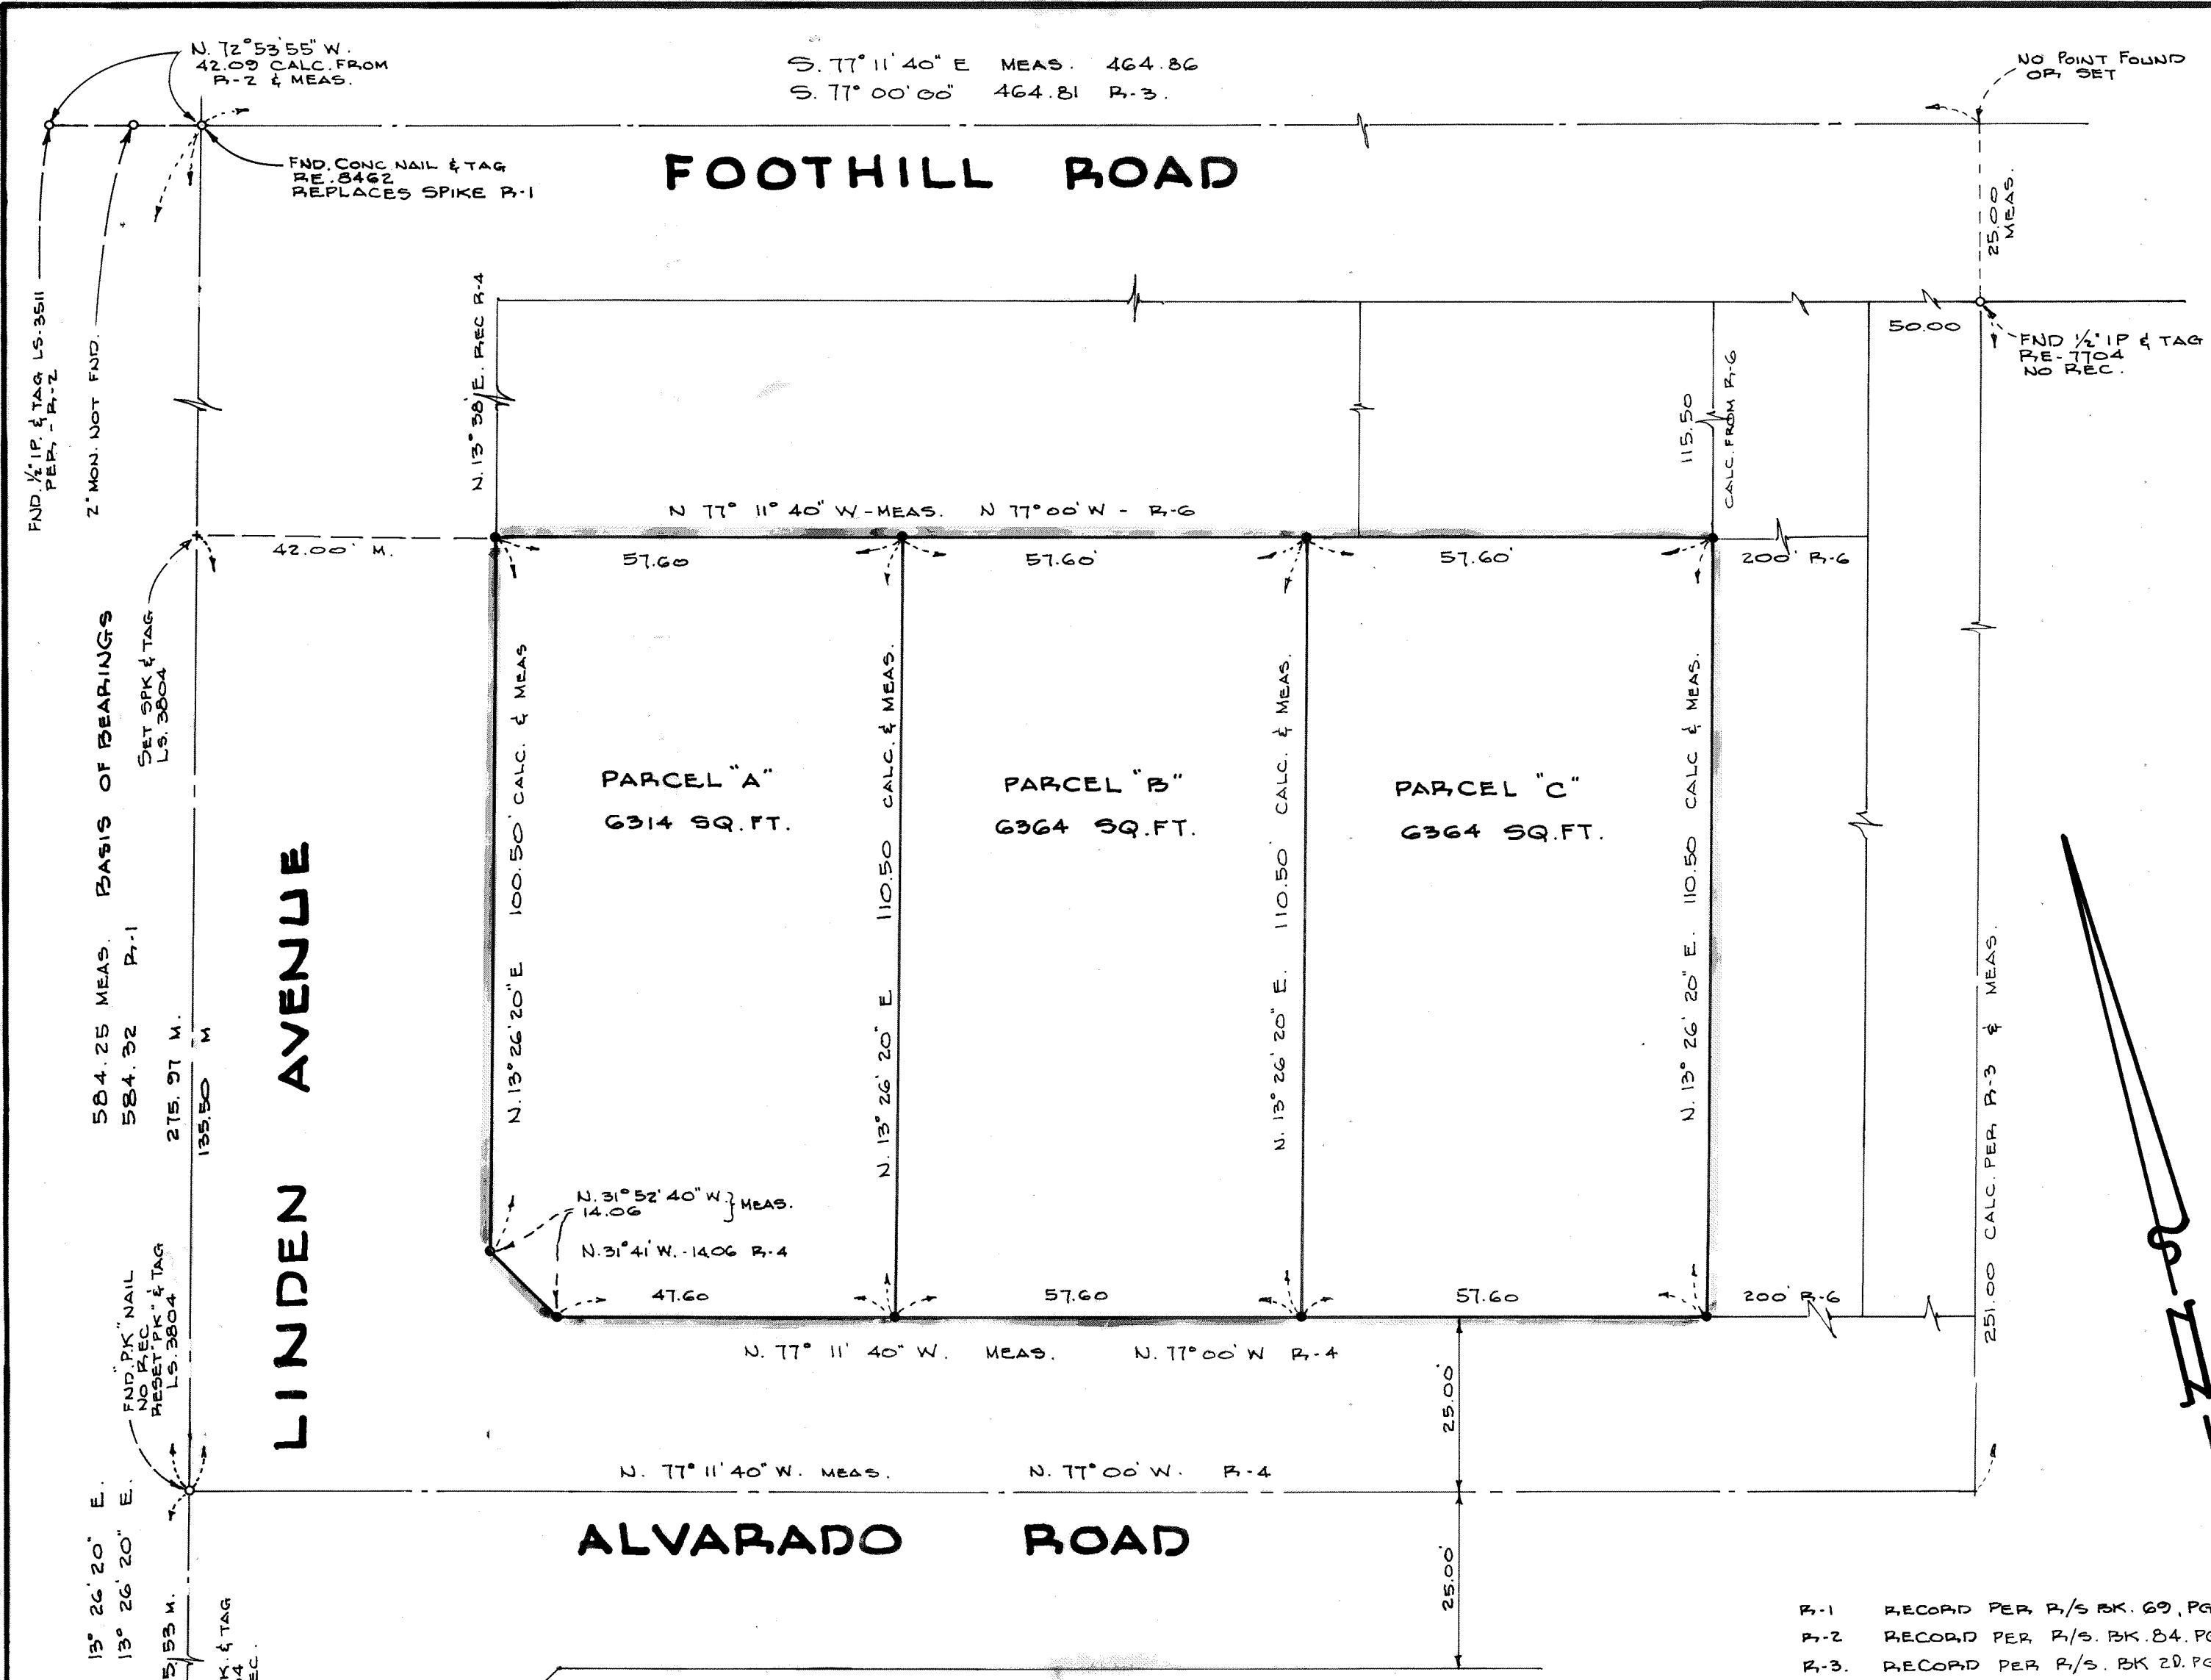 N. 72°53'55" W.
42.09 CALC. FROM
R-2 & MEAS.
S. 77° 11' 40" E MEAS. 464.86
S. 77° 00' 00" 464.81 R-3.
NO POINT FOUND
OR SET
FND. CONC NAIL & TAG
RE. 8462
REPLACES SPIKE R-1
FOOTHILL ROAD
25.00
MEAS.
FND. 1/2" I.P. & TAG LS-3511
PER - R-2
2" MON. NOT FND.
N. 13° 38' E. REC R-4
50.00
FND 1/2" IP & TAG
RE-7704
NO REC.
115.50
CALC. FROM R-6
N 77° 11' 40" W-MEAS. N 77°00' W - R-6
42.00' M.
57.60
57.60'
57.60'
200' R-6
SET SPK & TAG
LS. 3804
584.25 MEAS. BASIS OF BEARINGS
584.32 R-1
275.97 M.
135.50 M
LINDEN AVENUE
N. 13° 26' 20" E 100.50' CALC. & MEAS
N. 13° 26' 20" E 110.50 CALC. & MEAS.
N. 13° 26' 20" E. 110.50' CALC. & MEAS.
N. 13° 26' 20" E. 110.50 CALC & MEAS.
PARCEL "A"
6314 SQ.FT.
PARCEL "B"
6364 SQ.FT.
PARCEL "C"
6364 SQ.FT.
251.00 CALC. PER R-3 & MEAS.
N
N. 31° 52' 40" W. } MEAS.
14.06
N. 31° 41' W. - 14.06 R-4
47.60
57.60
57.60
200' R-6
N. 77° 11' 40" W. MEAS. N. 77°00' W R-4
FND. "P.K" NAIL
NO REC
RESET "PK" & TAG
LS. 3804
25.00'
N. 77° 11' 40" W. MEAS. N. 77°00' W. R-4
ALVARADO ROAD
25.00'
13° 26' 20" E.
13° 26' 20" E.
53 M.
& TAG
R-1 RECORD PER R/S BK. 69, PG
R-2 RECORD PER R/S. BK. 84. PG
R-3. RECORD PER R/S. BK 20. PG